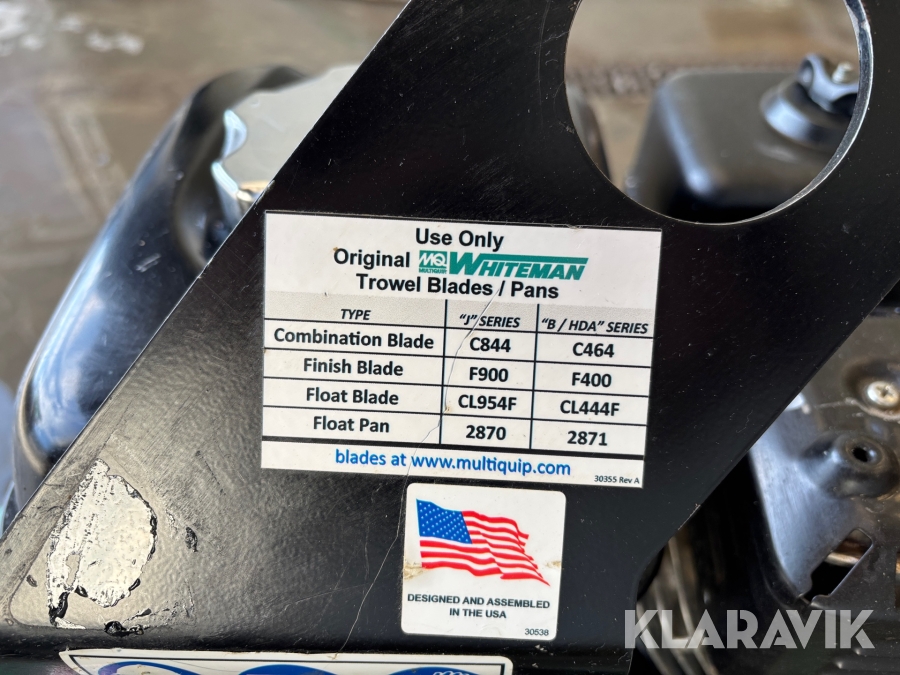 Use Only
Original MQ MULTIQUIP WHITEMAN
Trowel Blades / Pans
TYPE "J" SERIES "B / HDA" SERIES
Combination Blade C844 C464
Finish Blade F900 F400
Float Blade CL954F CL444F
Float Pan 2870 2871
blades at www.multiquip.com
30355 Rev A
DESIGNED AND ASSEMBLED
IN THE USA
30538
KLARAVIK